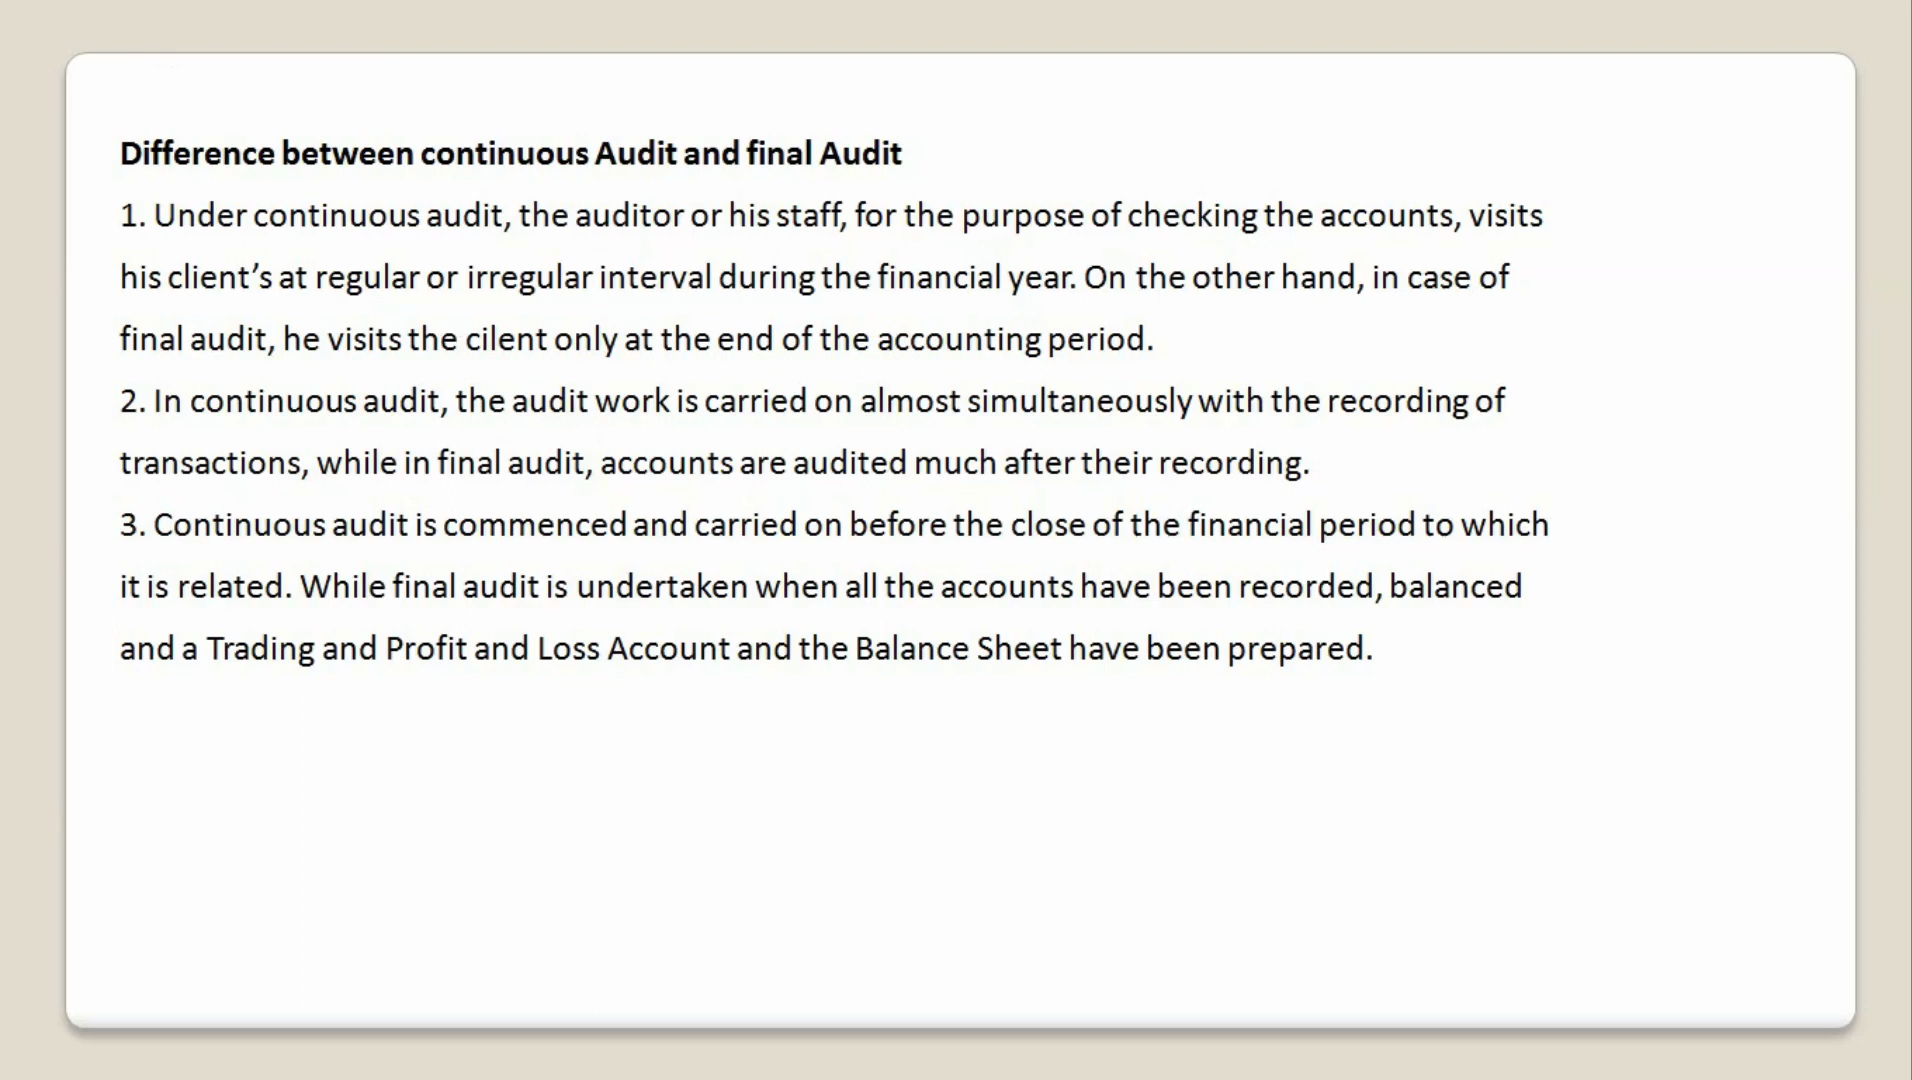 Difference between continuous Audit and final Audit
1. Under continuous audit, the auditor or his staff, for the purpose of checking the accounts, visits
his client’s at regular or irregular interval during the financial year. On the other hand, in case of
final audit, he visits the cilent only at the end of the accounting period.
2. In continuous audit, the audit work is carried on almost simultaneously with the recording of
transactions, while in final audit, accounts are audited much after their recording.
3. Continuous audit is commenced and carried on before the close of the financial period to which
it is related. While final audit is undertaken when all the accounts have been recorded, balanced
and a Trading and Profit and Loss Account and the Balance Sheet have been prepared.